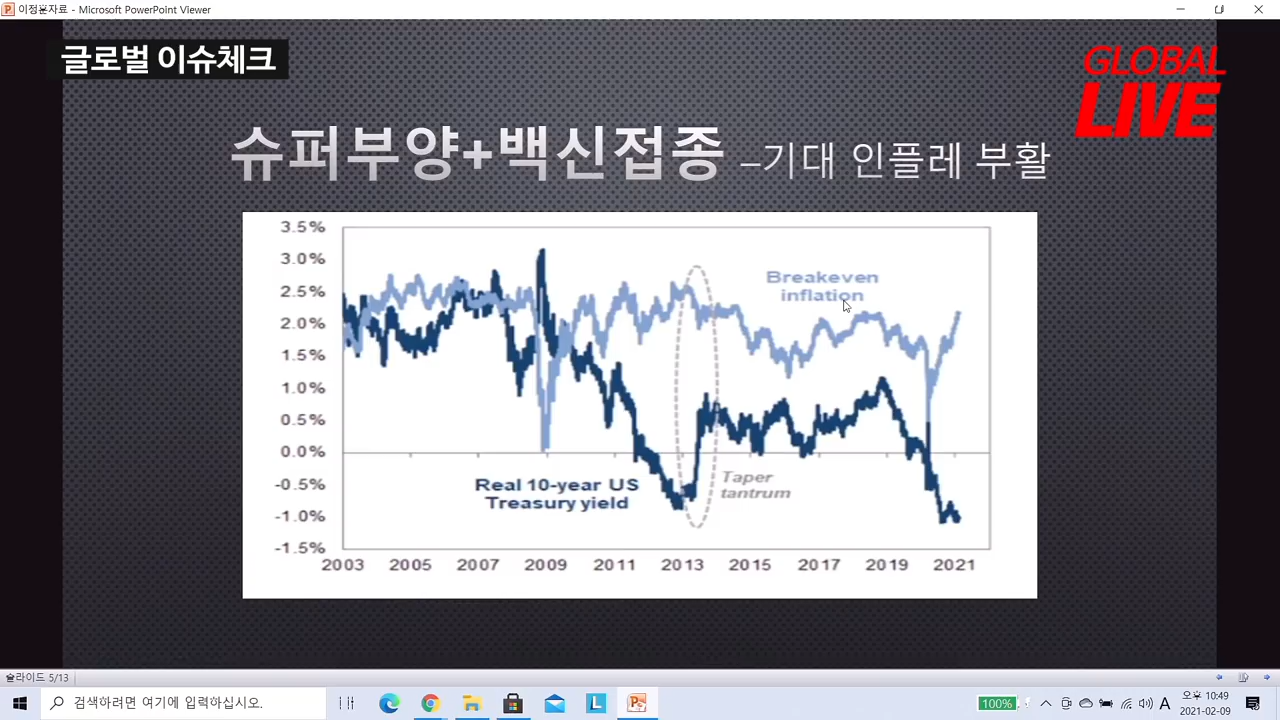 이정훈자료 - Microsoft PowerPoint Viewer
글로벌 이슈체크
GLOBAL
LIVE
슈퍼부양+백신접종 –기대 인플레 부활
3.5%
3.0%
2.5%
2.0%
1.5%
1.0%
0.5%
0.0%
-0.5%
-1.0%
-1.5%
Breakeven
inflation
Real 10-year US
Treasury yield
Taper
tantrum
2003 2005 2007 2009 2011 2013 2015 2017 2019 2021
슬라이드 5/13
검색하려면 여기에 입력하십시오.
100%
A
오후 10:49
2021-02-09